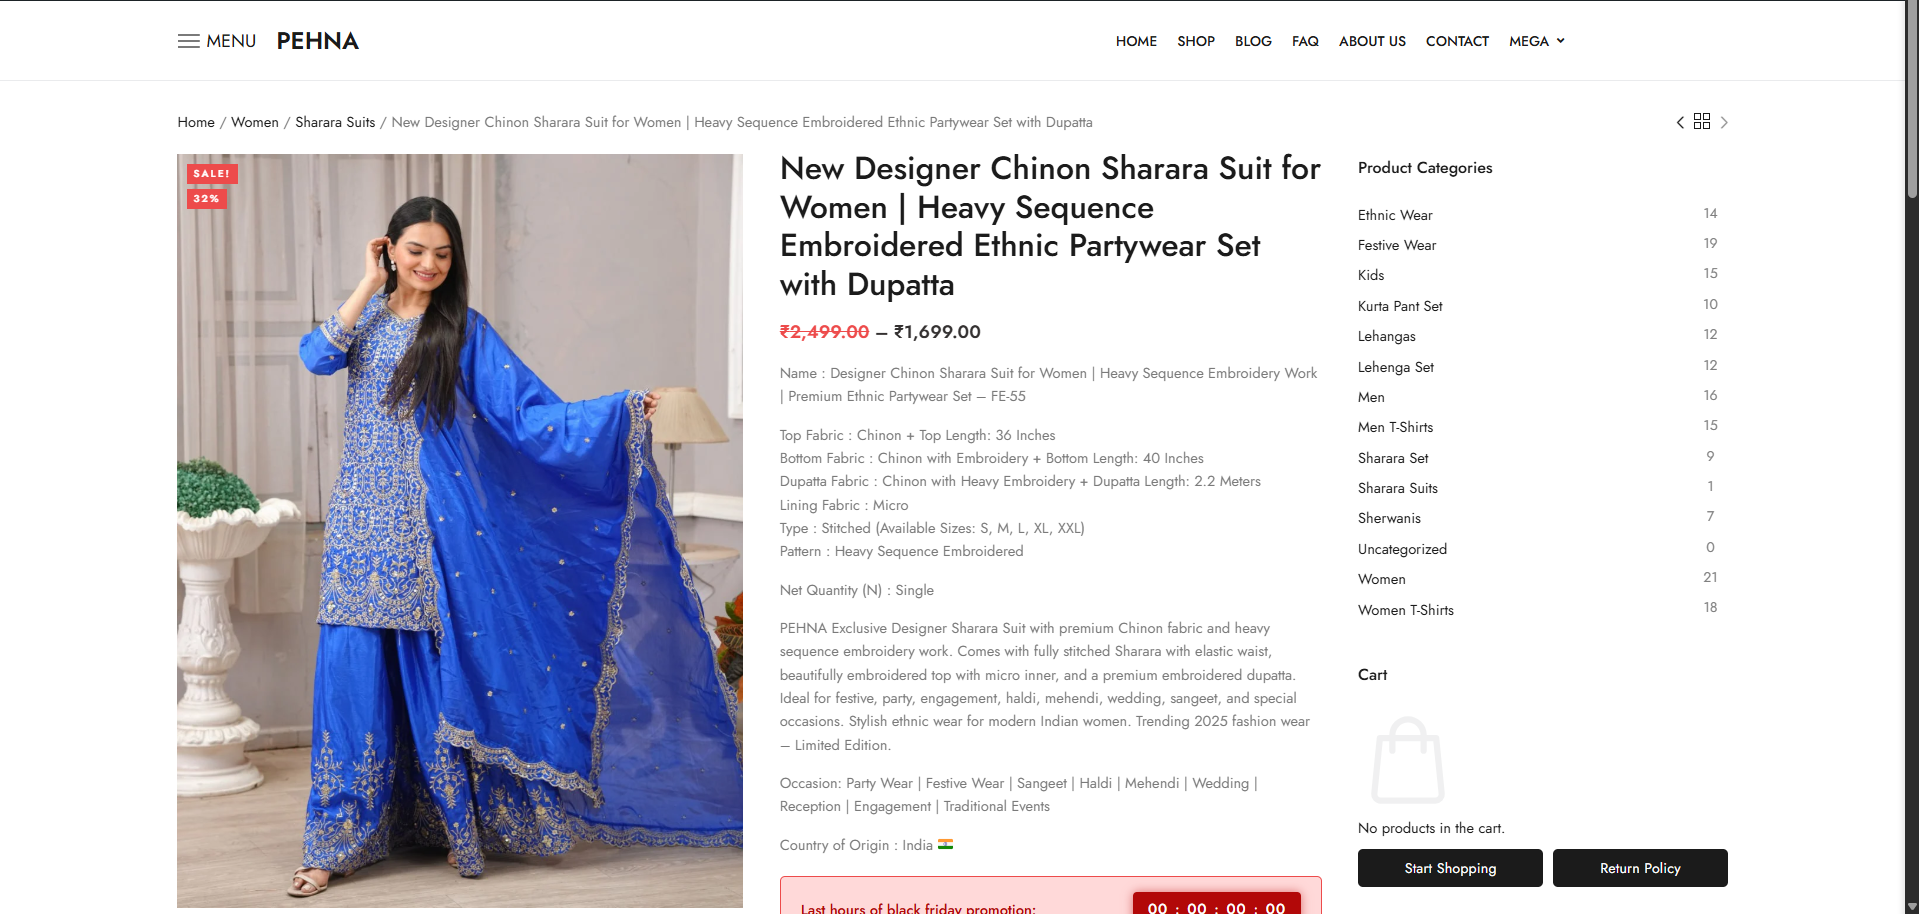 MENU PEHNA
HOME SHOP BLOG FAQ ABOUT US CONTACT MEGA
Home / Women / Sharara Suits / New Designer Chinon Sharara Suit for Women | Heavy Sequence Embroidered Ethnic Partywear Set with Dupatta
SALE!
32%
New Designer Chinon Sharara Suit for
Women | Heavy Sequence
Embroidered Ethnic Partywear Set
with Dupatta
₹2,499.00 – ₹1,699.00
Name : Designer Chinon Sharara Suit for Women | Heavy Sequence Embroidery Work
| Premium Ethnic Partywear Set – FE-55
Top Fabric : Chinon + Top Length: 36 Inches
Bottom Fabric : Chinon with Embroidery + Bottom Length: 40 Inches
Dupatta Fabric : Chinon with Heavy Embroidery + Dupatta Length: 2.2 Meters
Lining Fabric : Micro
Type : Stitched (Available Sizes: S, M, L, XL, XXL)
Pattern : Heavy Sequence Embroidered
Net Quantity (N) : Single
PEHNA Exclusive Designer Sharara Suit with premium Chinon fabric and heavy
sequence embroidery work. Comes with fully stitched Sharara with elastic waist,
beautifully embroidered top with micro inner, and a premium embroidered dupatta.
Ideal for festive, party, engagement, haldi, mehendi, wedding, sangeet, and special
occasions. Stylish ethnic wear for modern Indian women. Trending 2025 fashion wear
– Limited Edition.
Occasion: Party Wear | Festive Wear | Sangeet | Haldi | Mehendi | Wedding |
Reception | Engagement | Traditional Events
Country of Origin : India
Last hours of black friday promotion: 00 : 00 : 00 : 00
Product Categories
Ethnic Wear 14
Festive Wear 19
Kids 15
Kurta Pant Set 10
Lehangas 12
Lehenga Set 12
Men 16
Men T-Shirts 15
Sharara Set 9
Sharara Suits 1
Sherwanis 7
Uncategorized 0
Women 21
Women T-Shirts 18
Cart
No products in the cart.
Start Shopping Return Policy